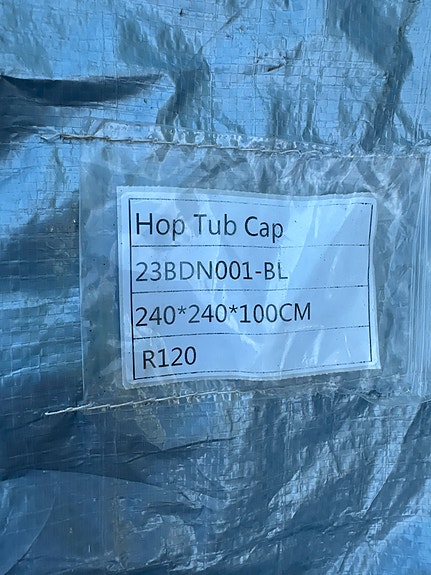 Hop Tub Cap
23BDN001-BL
240*240*100CM
R120